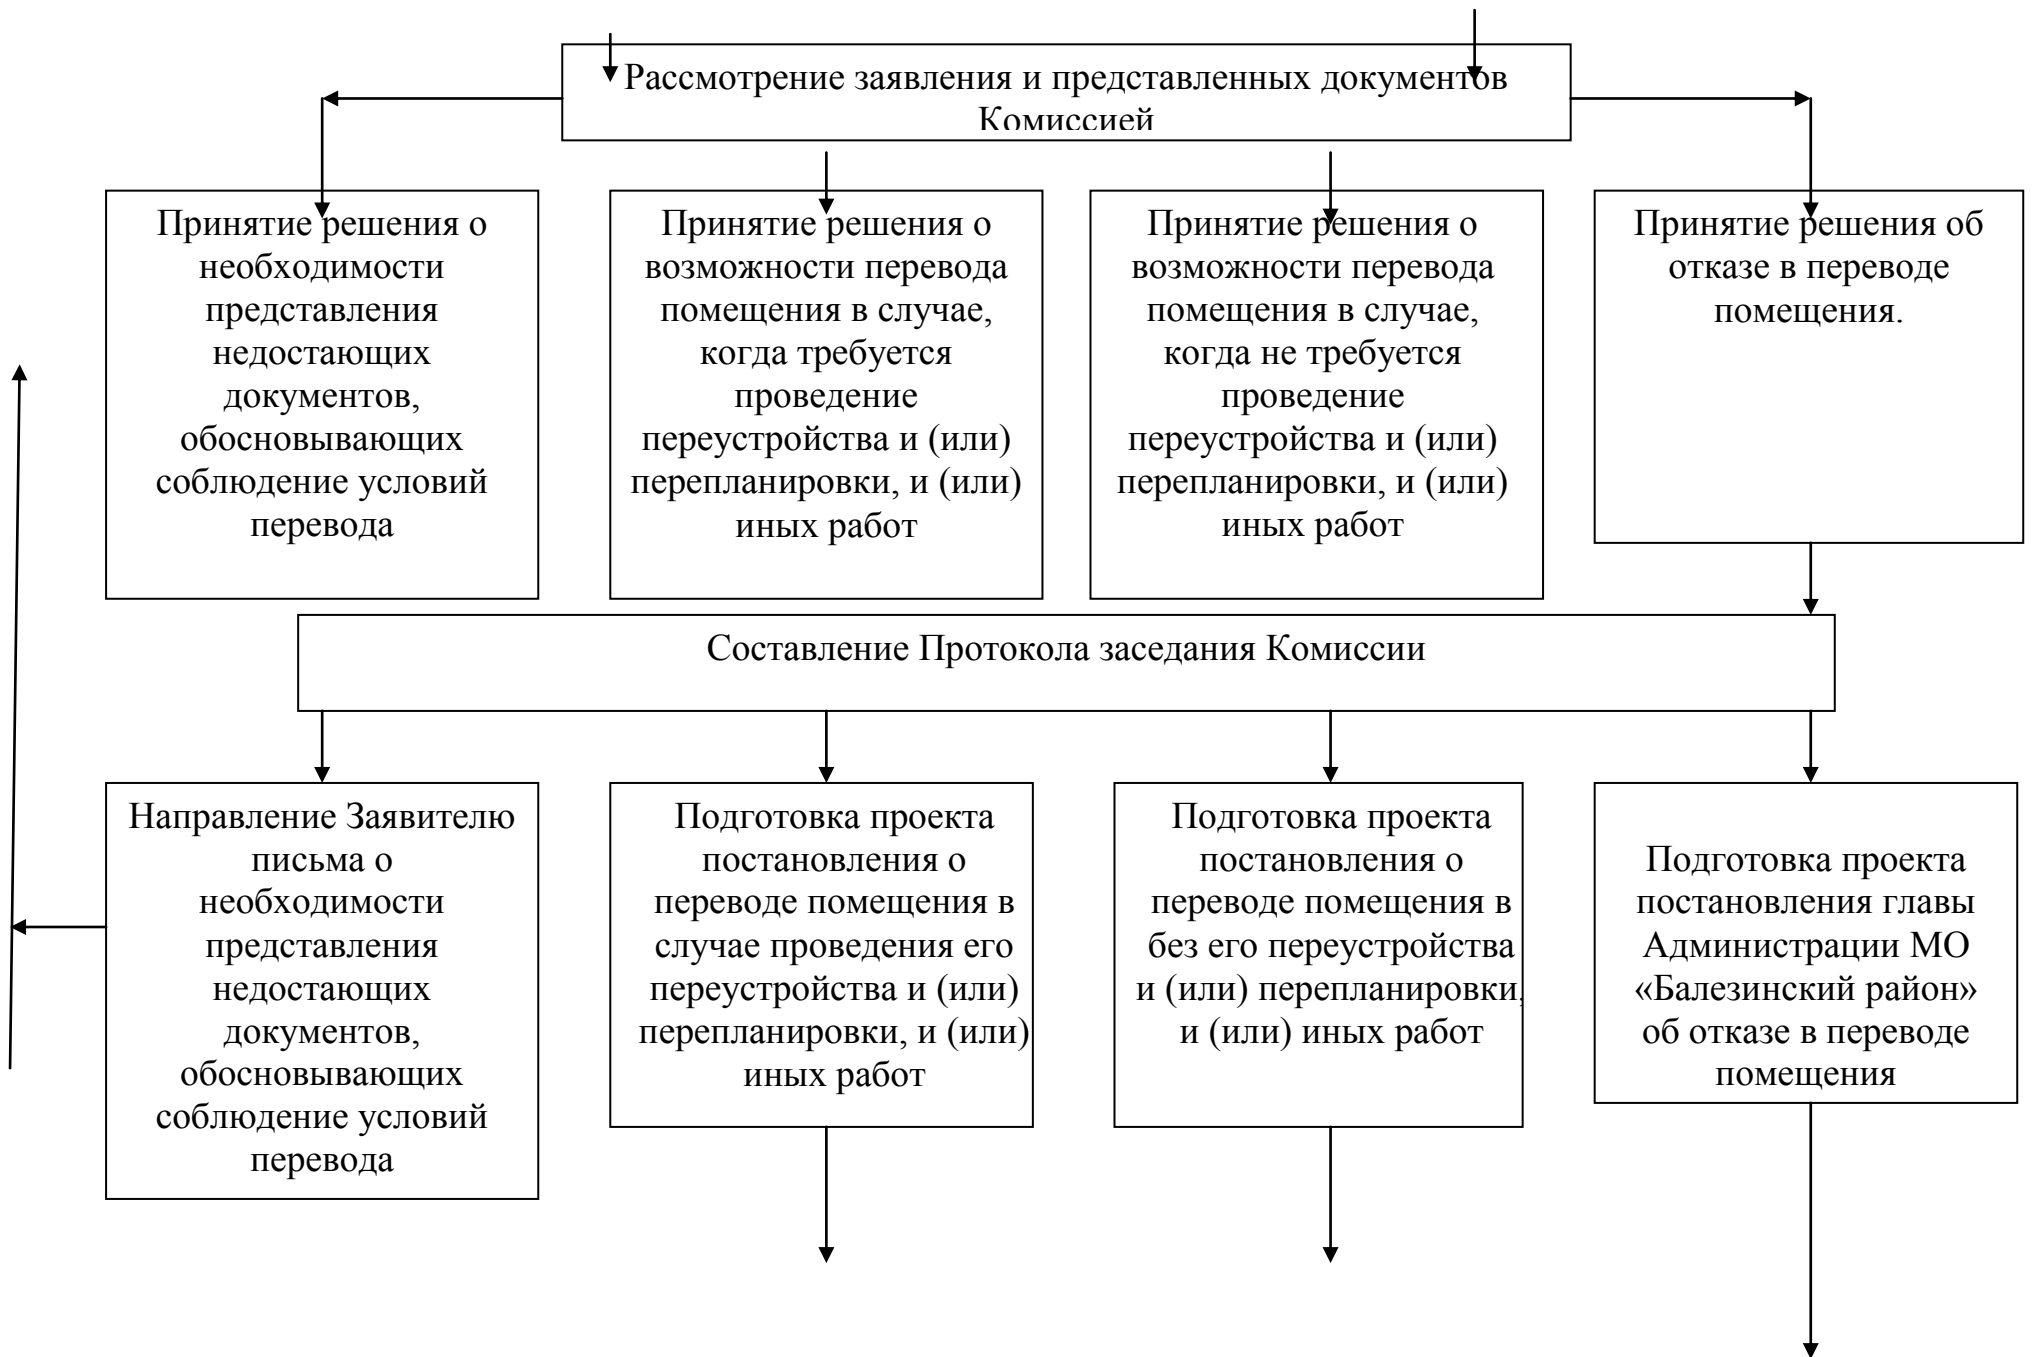 Рассмотрение заявления и представленных документов
Комиссией
Принятие решения о
необходимости
представления
недостающих
документов,
обосновывающих
соблюдение условий
перевода
Принятие решения о
возможности перевода
помещения в случае,
когда требуется
проведение
переустройства и (или)
перепланировки, и (или)
иных работ
Принятие решения о
возможности перевода
помещения в случае,
когда не требуется
проведение
переустройства и (или)
перепланировки, и (или)
иных работ
Принятие решения об
отказе в переводе
помещения.
Составление Протокола заседания Комиссии
Направление Заявителю
письма о
необходимости
представления
недостающих
документов,
обосновывающих
соблюдение условий
перевода
Подготовка проекта
постановления о
переводе помещения в
случае проведения его
переустройства и (или)
перепланировки, и (или)
иных работ
Подготовка проекта
постановления о
переводе помещения в
без его переустройства
и (или) перепланировки,
и (или) иных работ
Подготовка проекта
постановления главы
Администрации МО
«Балезинский район»
об отказе в переводе
помещения